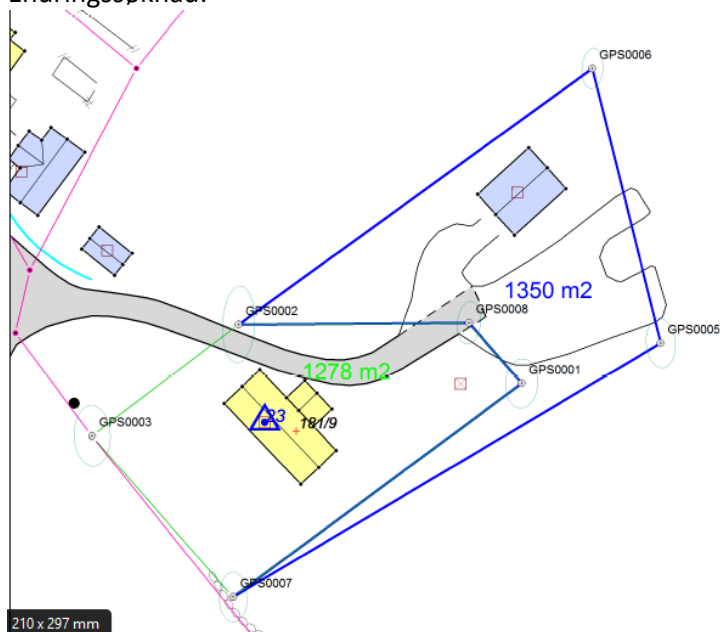 Endringssøknad.
GPS0006
1350 m2
GPS0002
GPS0008
GPS0005
1278 m2
GPS0001
23
181/9
GPS0003
GPS0007
210 x 297 mm